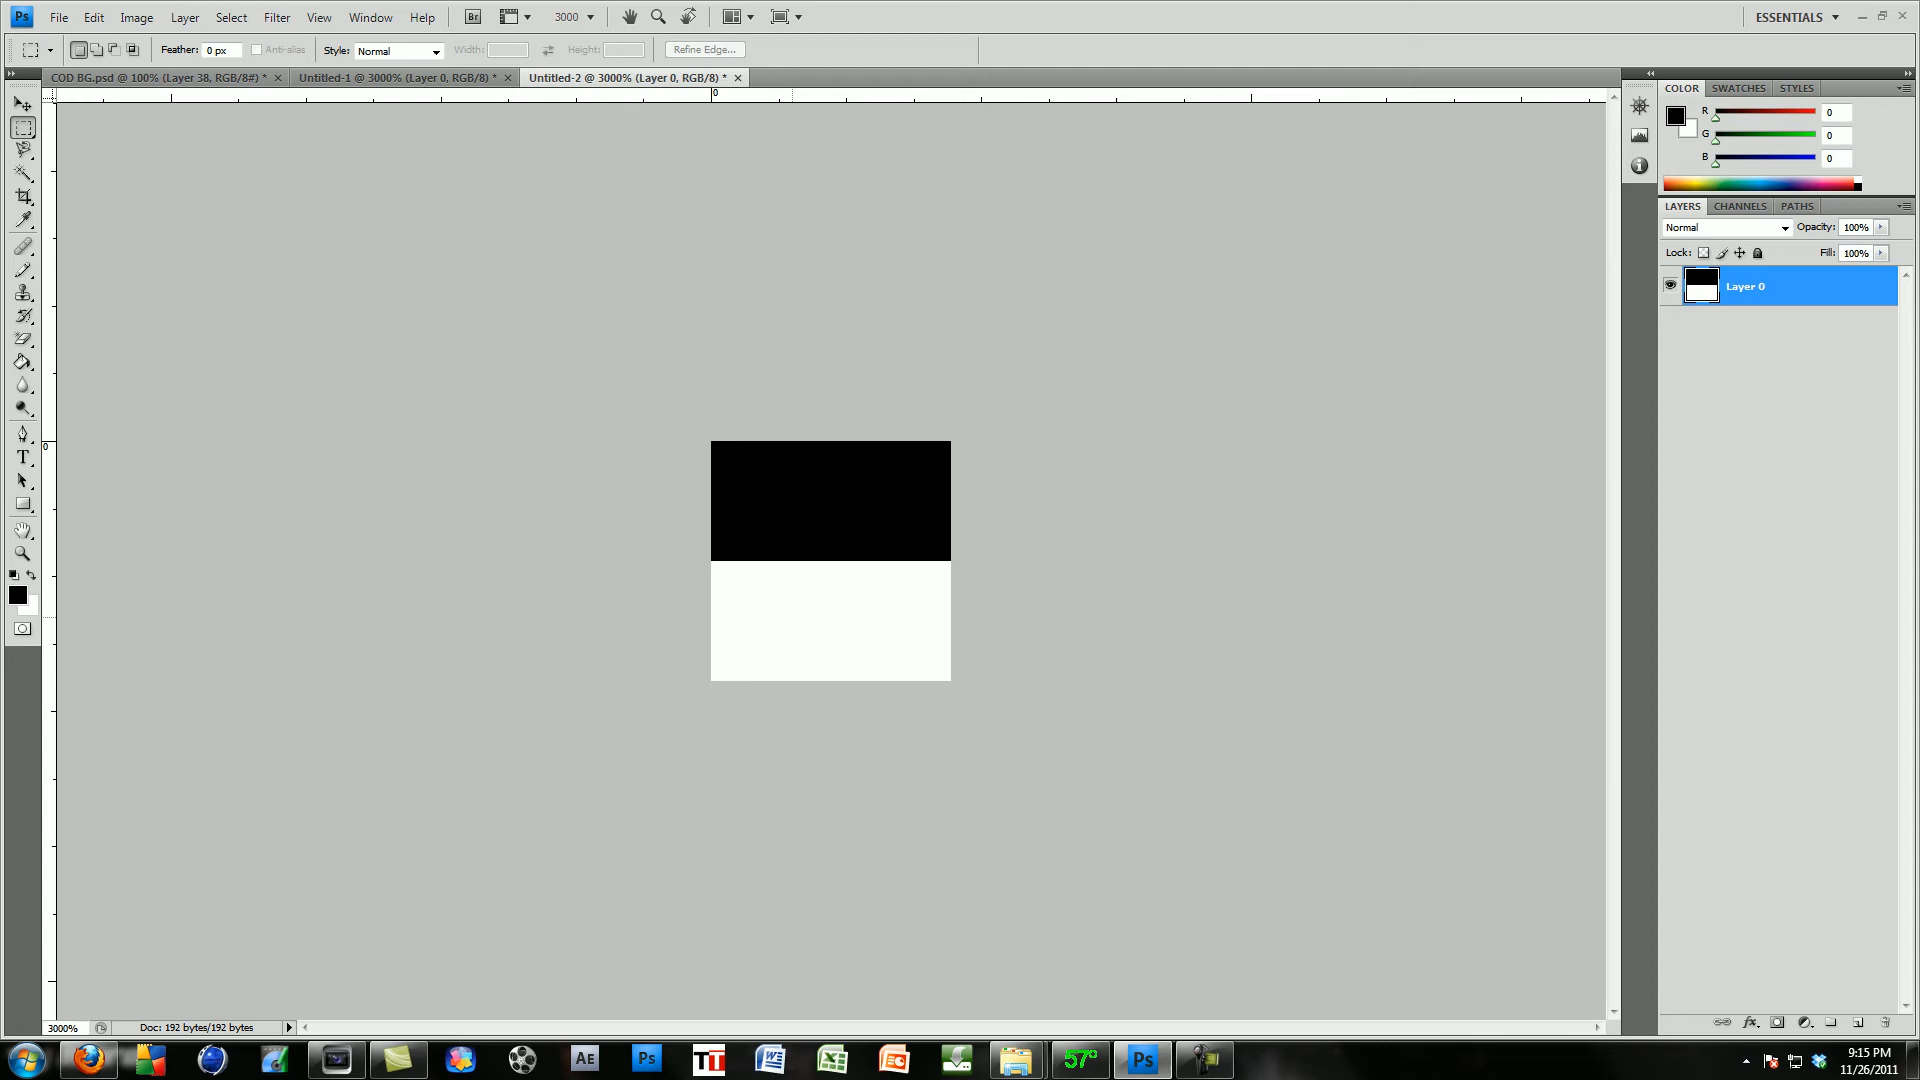 Ps File Edit Image Layer Select Filter View Window Help Br 3000 ESSENTIALS
Feather: 0 px Anti-alias Style: Normal Width: Height: Refine Edge...
COD BG.psd @ 100% (Layer 38, RGB/8#) * Untitled-1 @ 3000% (Layer 0, RGB/8) * Untitled-2 @ 3000% (Layer 0, RGB/8) *
0
0
COLOR SWATCHES STYLES
R 0
G 0
B 0
LAYERS CHANNELS PATHS
Normal Opacity: 100%
Lock: Fill: 100%
Layer 0
T
3000% Doc: 192 bytes/192 bytes
fx
AE Ps TT 57° Ps
9:15 PM
11/26/2011